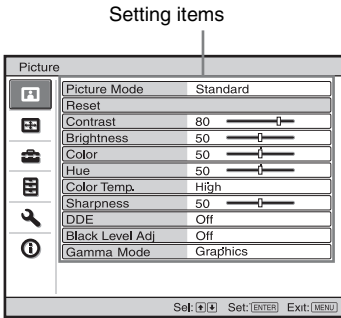 Setting items
Picture
Picture Mode Standard
Reset
Contrast 80
Brightness 50
Color 50
Hue 50
Color Temp. High
Sharpness 50
DDE Off
Black Level Adj Off
Gamma Mode Graphics
Sel: Set: ENTER Exit: MENU